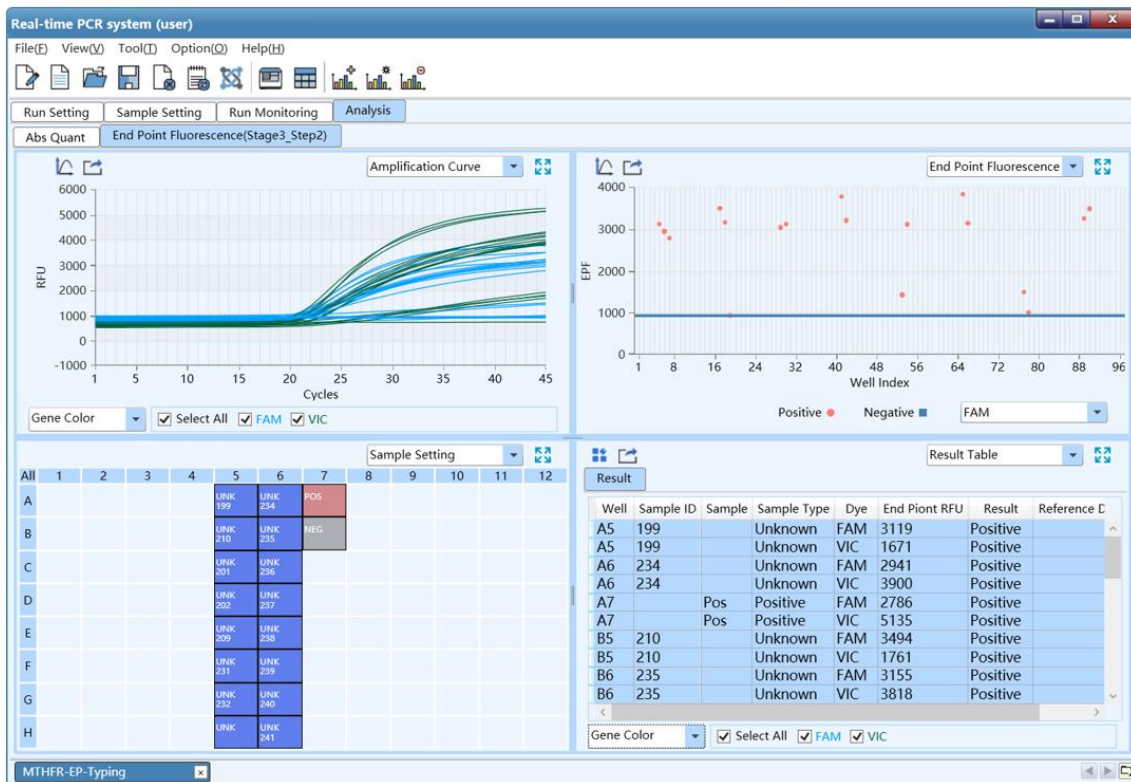 Real-time PCR system (user)
File(F) View(V) Tool(T) Option(O) Help(H)
Run Setting Sample Setting Run Monitoring Analysis
Abs Quant End Point Fluorescence(Stage3_Step2)
Amplification Curve
6000
5000
4000
3000
2000
1000
0
-1000
RFU
1 5 10 15 20 25 30 35 40 45
Cycles
Gene Color Select All FAM VIC
End Point Fluorescence
4000
3000
2000
1000
0
EPF
1 8 16 24 32 40 48 56 64 72 80 88 96
Well Index
Positive Negative FAM
Sample Setting
All 1 2 3 4 5 6 7 8 9 10 11 12
A UNK 199 UNK 234 POS
B UNK 210 UNK 235 NEG
C UNK 201 UNK 236
D UNK 202 UNK 237
E UNK 209 UNK 238
F UNK 231 UNK 239
G UNK 232 UNK 240
H UNK UNK 241
Result Table
Result
Well Sample ID Sample Sample Type Dye End Piont RFU Result Reference D
A5 199 Unknown FAM 3119 Positive
A5 199 Unknown VIC 1671 Positive
A6 234 Unknown FAM 2941 Positive
A6 234 Unknown VIC 3900 Positive
A7 Pos Positive FAM 2786 Positive
A7 Pos Positive VIC 5135 Positive
B5 210 Unknown FAM 3494 Positive
B5 210 Unknown VIC 1761 Positive
B6 235 Unknown FAM 3155 Positive
B6 235 Unknown VIC 3818 Positive
Gene Color Select All FAM VIC
MTHFR-EP-Typing